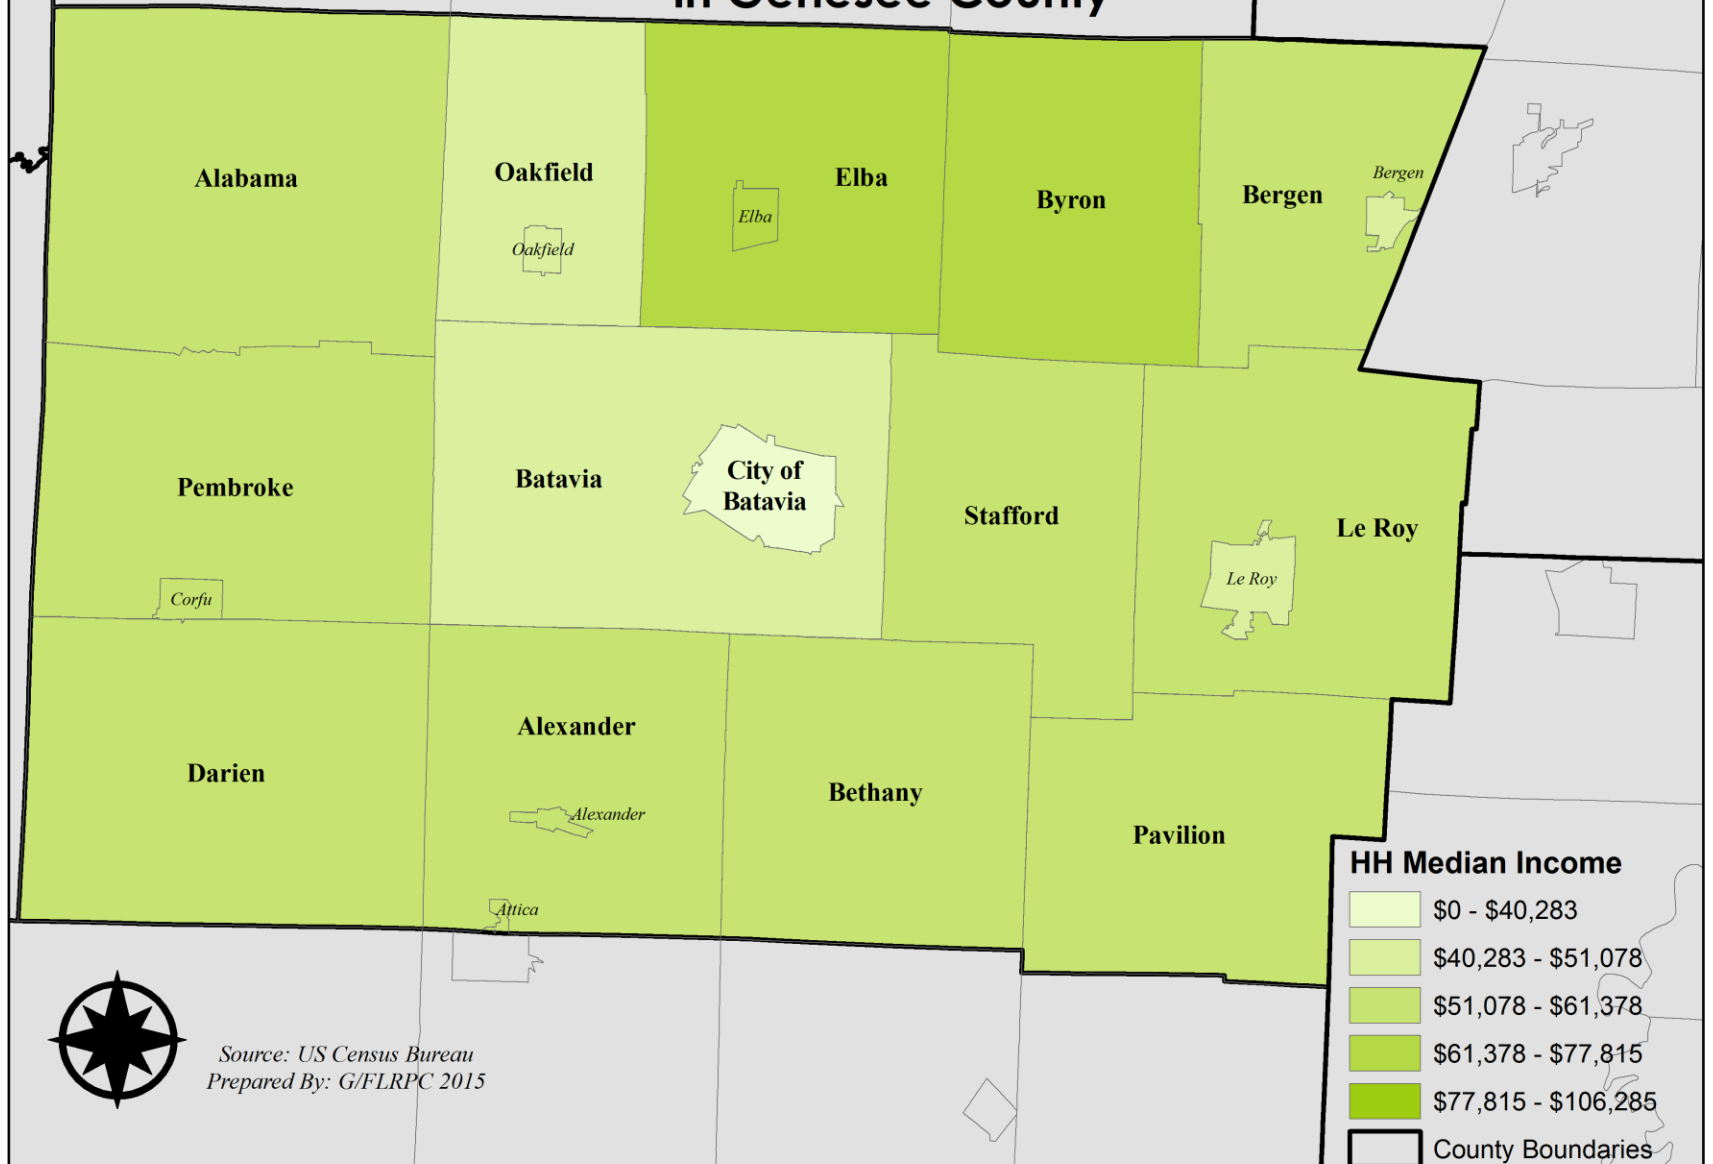 in Genesee County
Alabama
Oakfield
Elba
Byron
Bergen
Bergen
Elba
Oakfield
Pembroke
Batavia
City of
Batavia
Stafford
Le Roy
Le Roy
Corfu
Alexander
Darien
Bethany
Alexander
Pavilion
Attica
HH Median Income
$0 - $40,283
$40,283 - $51,078
$51,078 - $61,378
$61,378 - $77,815
$77,815 - $106,285
County Boundaries
Source: US Census Bureau
Prepared By: G/FLRPC 2015